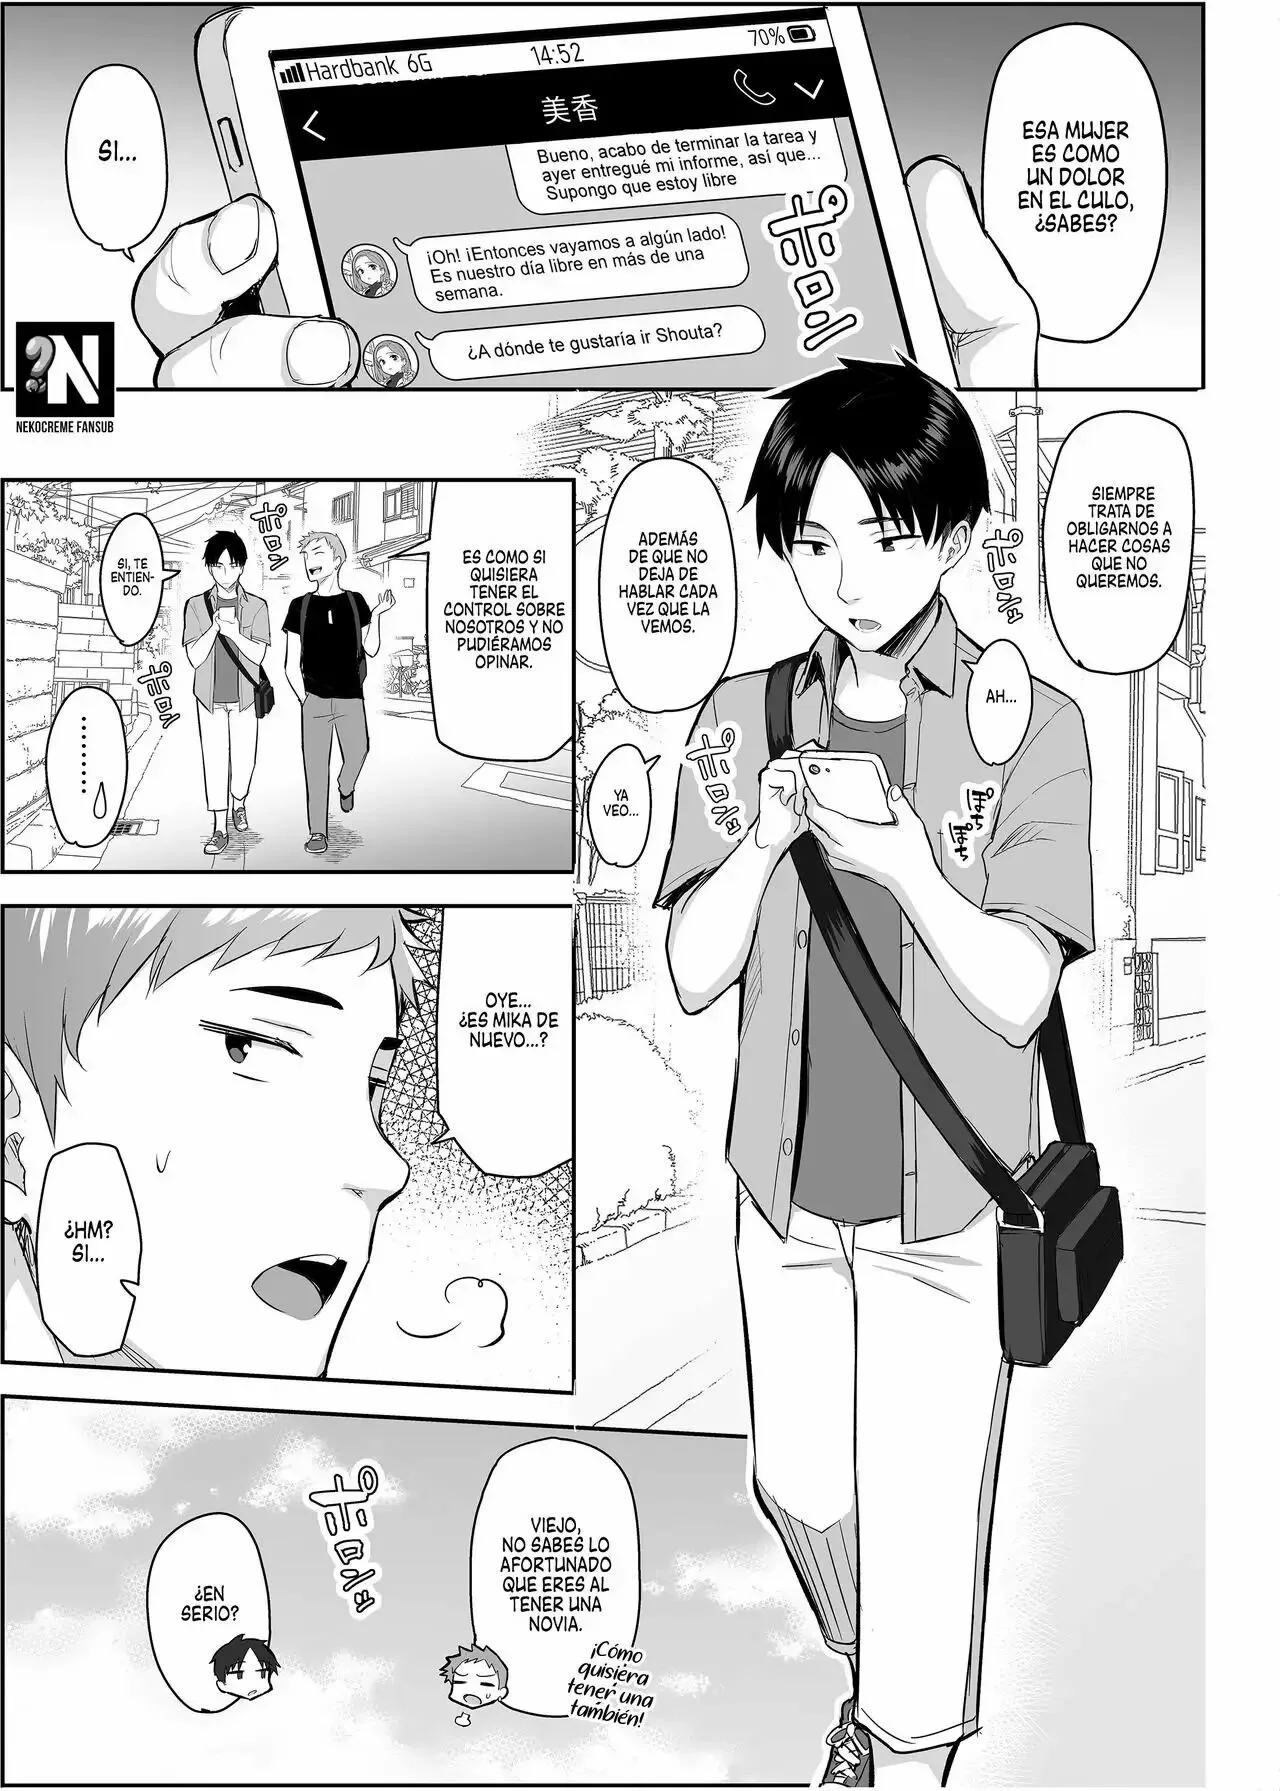 ESA MUJER
ES COMO
UN DOLOR
EN EL CULO,
¿SABES?
Hardbank 6G
14:52
70%
美香
Bueno, acabo de terminar la tarea y
ayer entregué mi informe, así que...
Supongo que estoy libre
¡Oh! ¡Entonces vayamos a algún lado!
Es nuestro día libre en más de una
semana.
¿A dónde te gustaría ir Shouta?
ポロンッ
SI...
NEKOCREME FANSUB
SIEMPRE
TRATA DE
OBLIGARNOS A
HACER COSAS
QUE NO
QUEREMOS.
ポロンッ
AH...
ADEMÁS
DE QUE NO
DEJA DE
HABLAR CADA
VEZ QUE LA
VEMOS.
YA
VEO...
ポロンッ
ぽち
ぽち
ES COMO SI
QUISIERA
TENER EL
CONTROL SOBRE
NOSOTROS Y NO
PUDIÉRAMOS
OPINAR.
ポロンッ
SI, TE
ENTIEN-
DO.
ポロンッ
.........
OYE...
¿ES MIKA DE
NUEVO...?
¿HM?
SI...
VIEJO,
NO SABES LO
AFORTUNADO
QUE ERES AL
TENER UNA
NOVIA.
¡Cómo
quisiera
tener una
también!
ポロンッ
¿EN
SERIO?